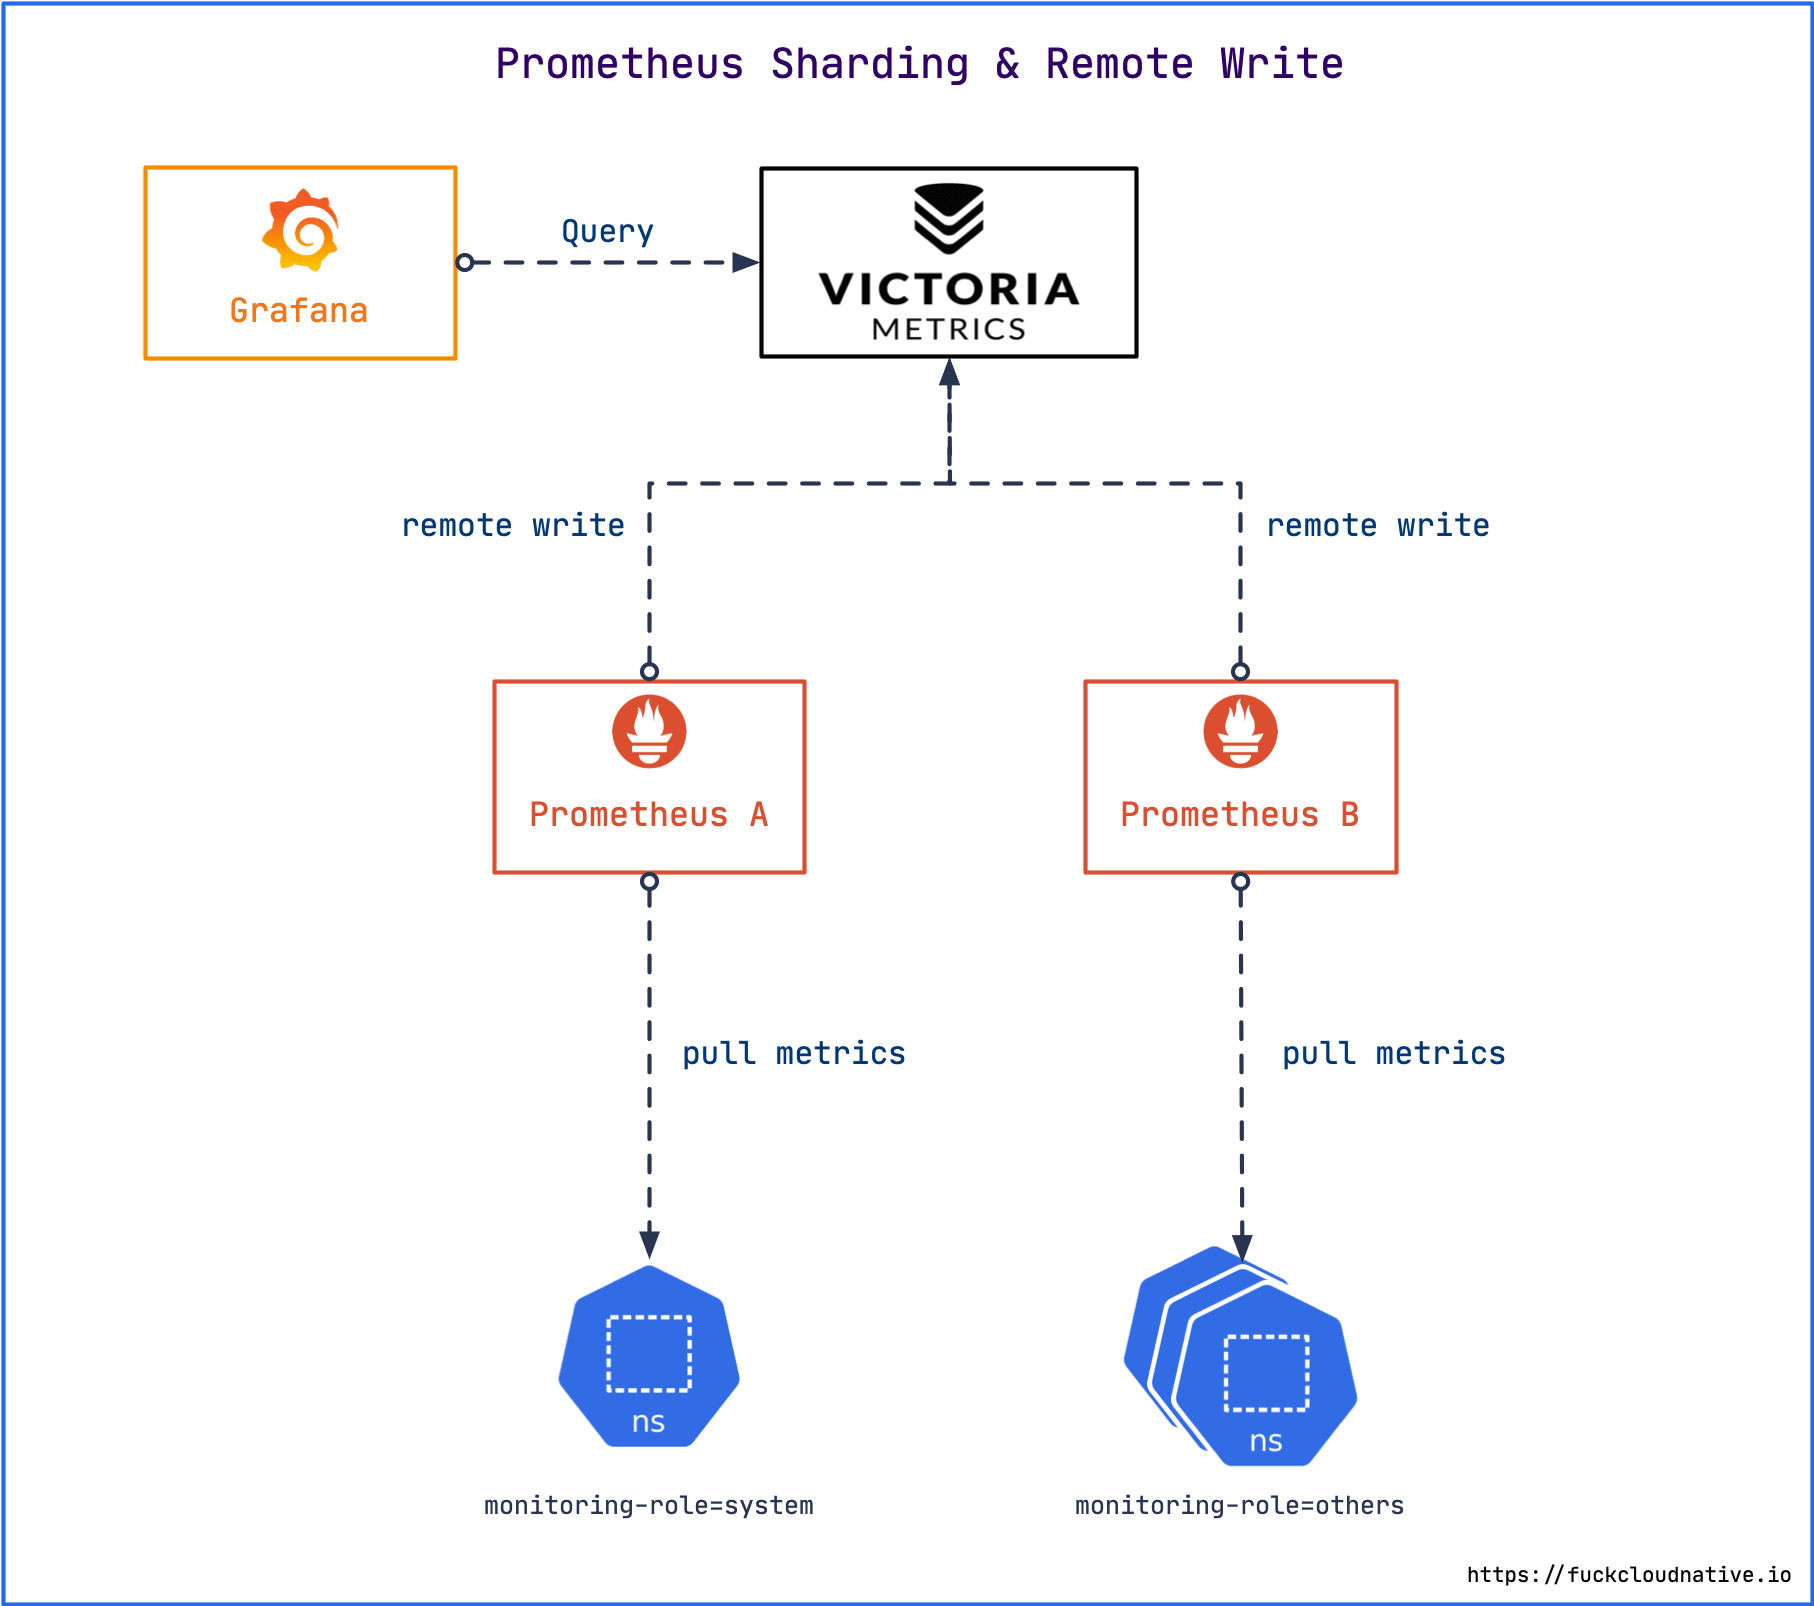 Prometheus Sharding & Remote Write
Grafana
Query
VICTORIA
METRICS
remote write
remote write
Prometheus A
Prometheus B
pull metrics
pull metrics
ns
ns
monitoring-role=system
monitoring-role=others
https://fuckcloudnative.io